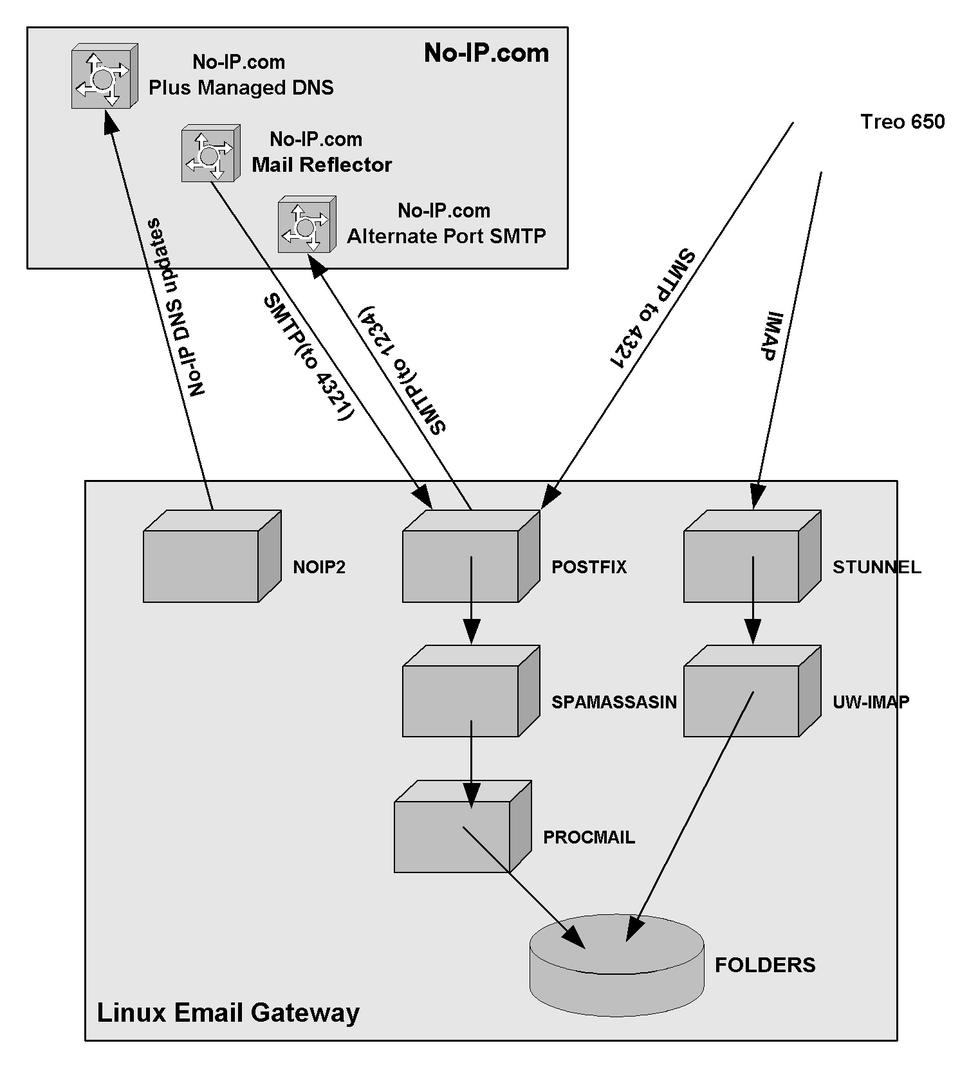 No-IP.com
No-IP.com
Plus Managed DNS
No-IP.com
Mail Reflector
No-IP.com
Alternate Port SMTP
Treo 650
No-IP DNS updates
SMTP(to 4321)
SMTP(to 1234)
SMTP to 4321
IMAP
NOIP2
POSTFIX
STUNNEL
SPAMASSASIN
UW-IMAP
PROCMAIL
FOLDERS
Linux Email Gateway